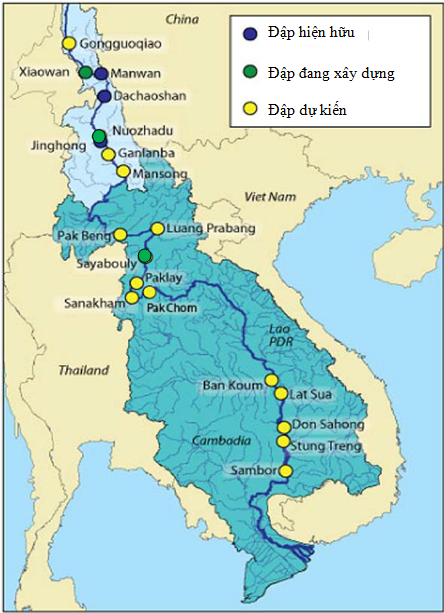 China
Đập hiện hữu
Đập đang xây dựng
Đập dự kiến
Gongguoqiao
Xiaowan
Manwan
Dachaoshan
Nuozhadu
Jinghong
Ganlanba
Mansong
Viet Nam
Luang Prabang
Pak Beng
Sayabouly
Paklay
Sanakham
Pak Chom
Lao
PDR
Thailand
Ban Koum
Lat Sua
Don Sahong
Cambodia
Stung Treng
Sambor